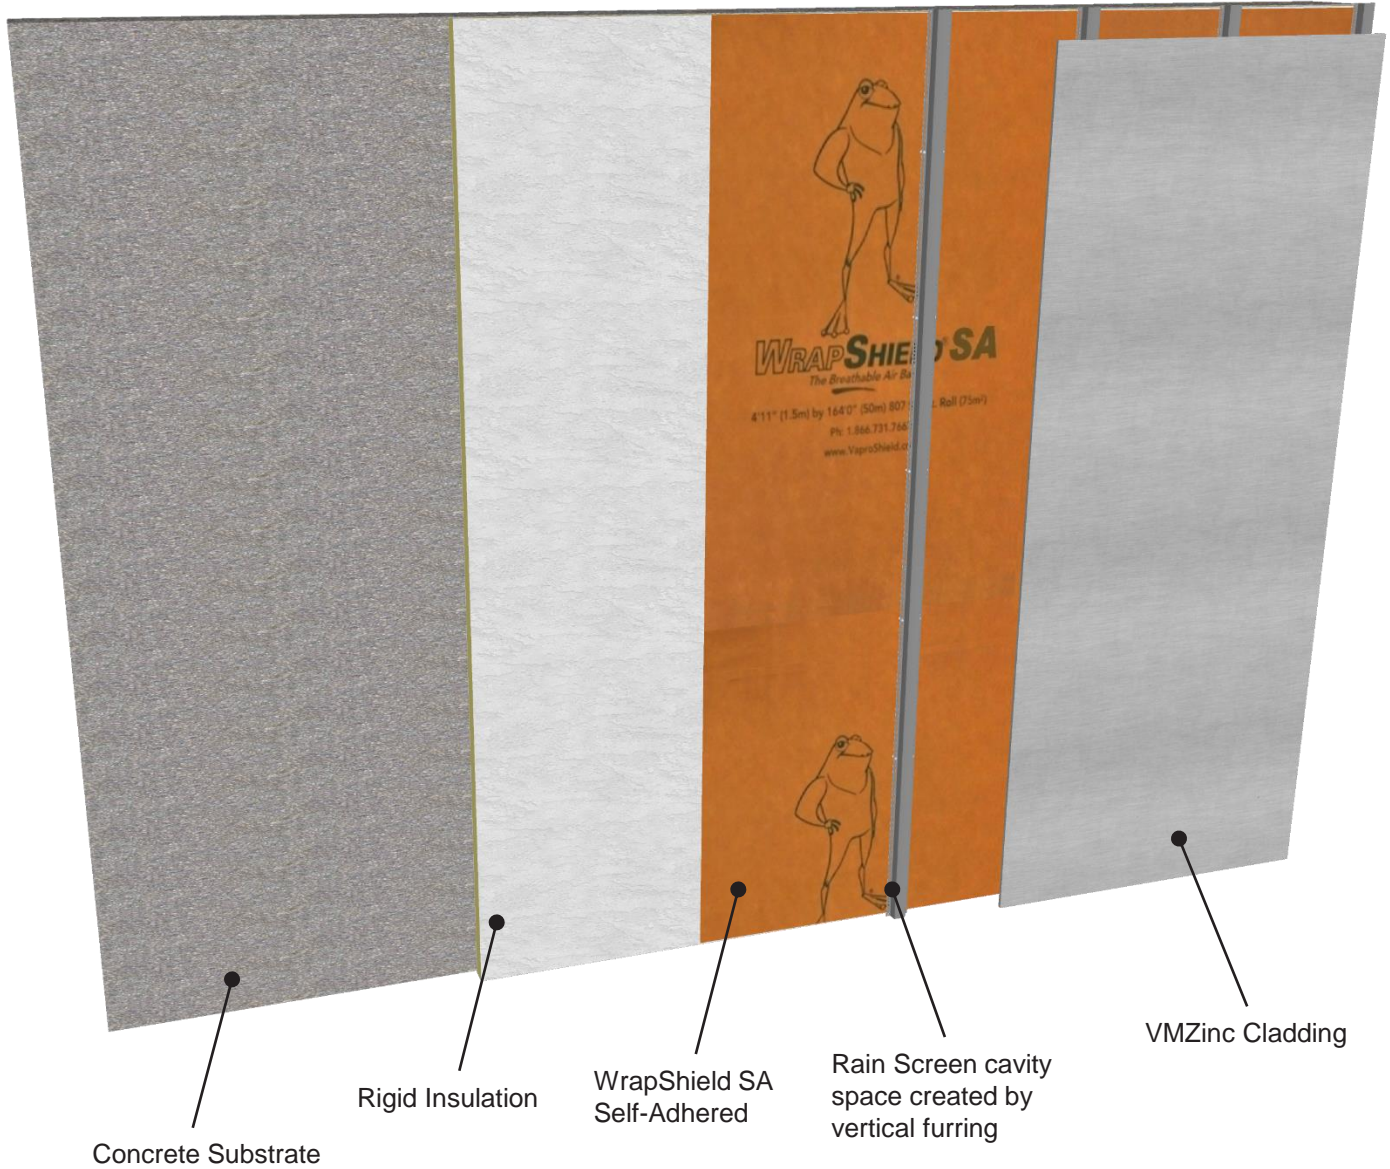 WRAPSHIE D® SA
The Breathable Air Ba
4'11" (1.5m) by 164'0" (50m) 807 . Roll (75m²)
Ph: 1.866.731.766
www.VaproShield.c
VMZinc Cladding
Rain Screen cavity
space created by
vertical furring
WrapShield SA
Self-Adhered
Rigid Insulation
Concrete Substrate